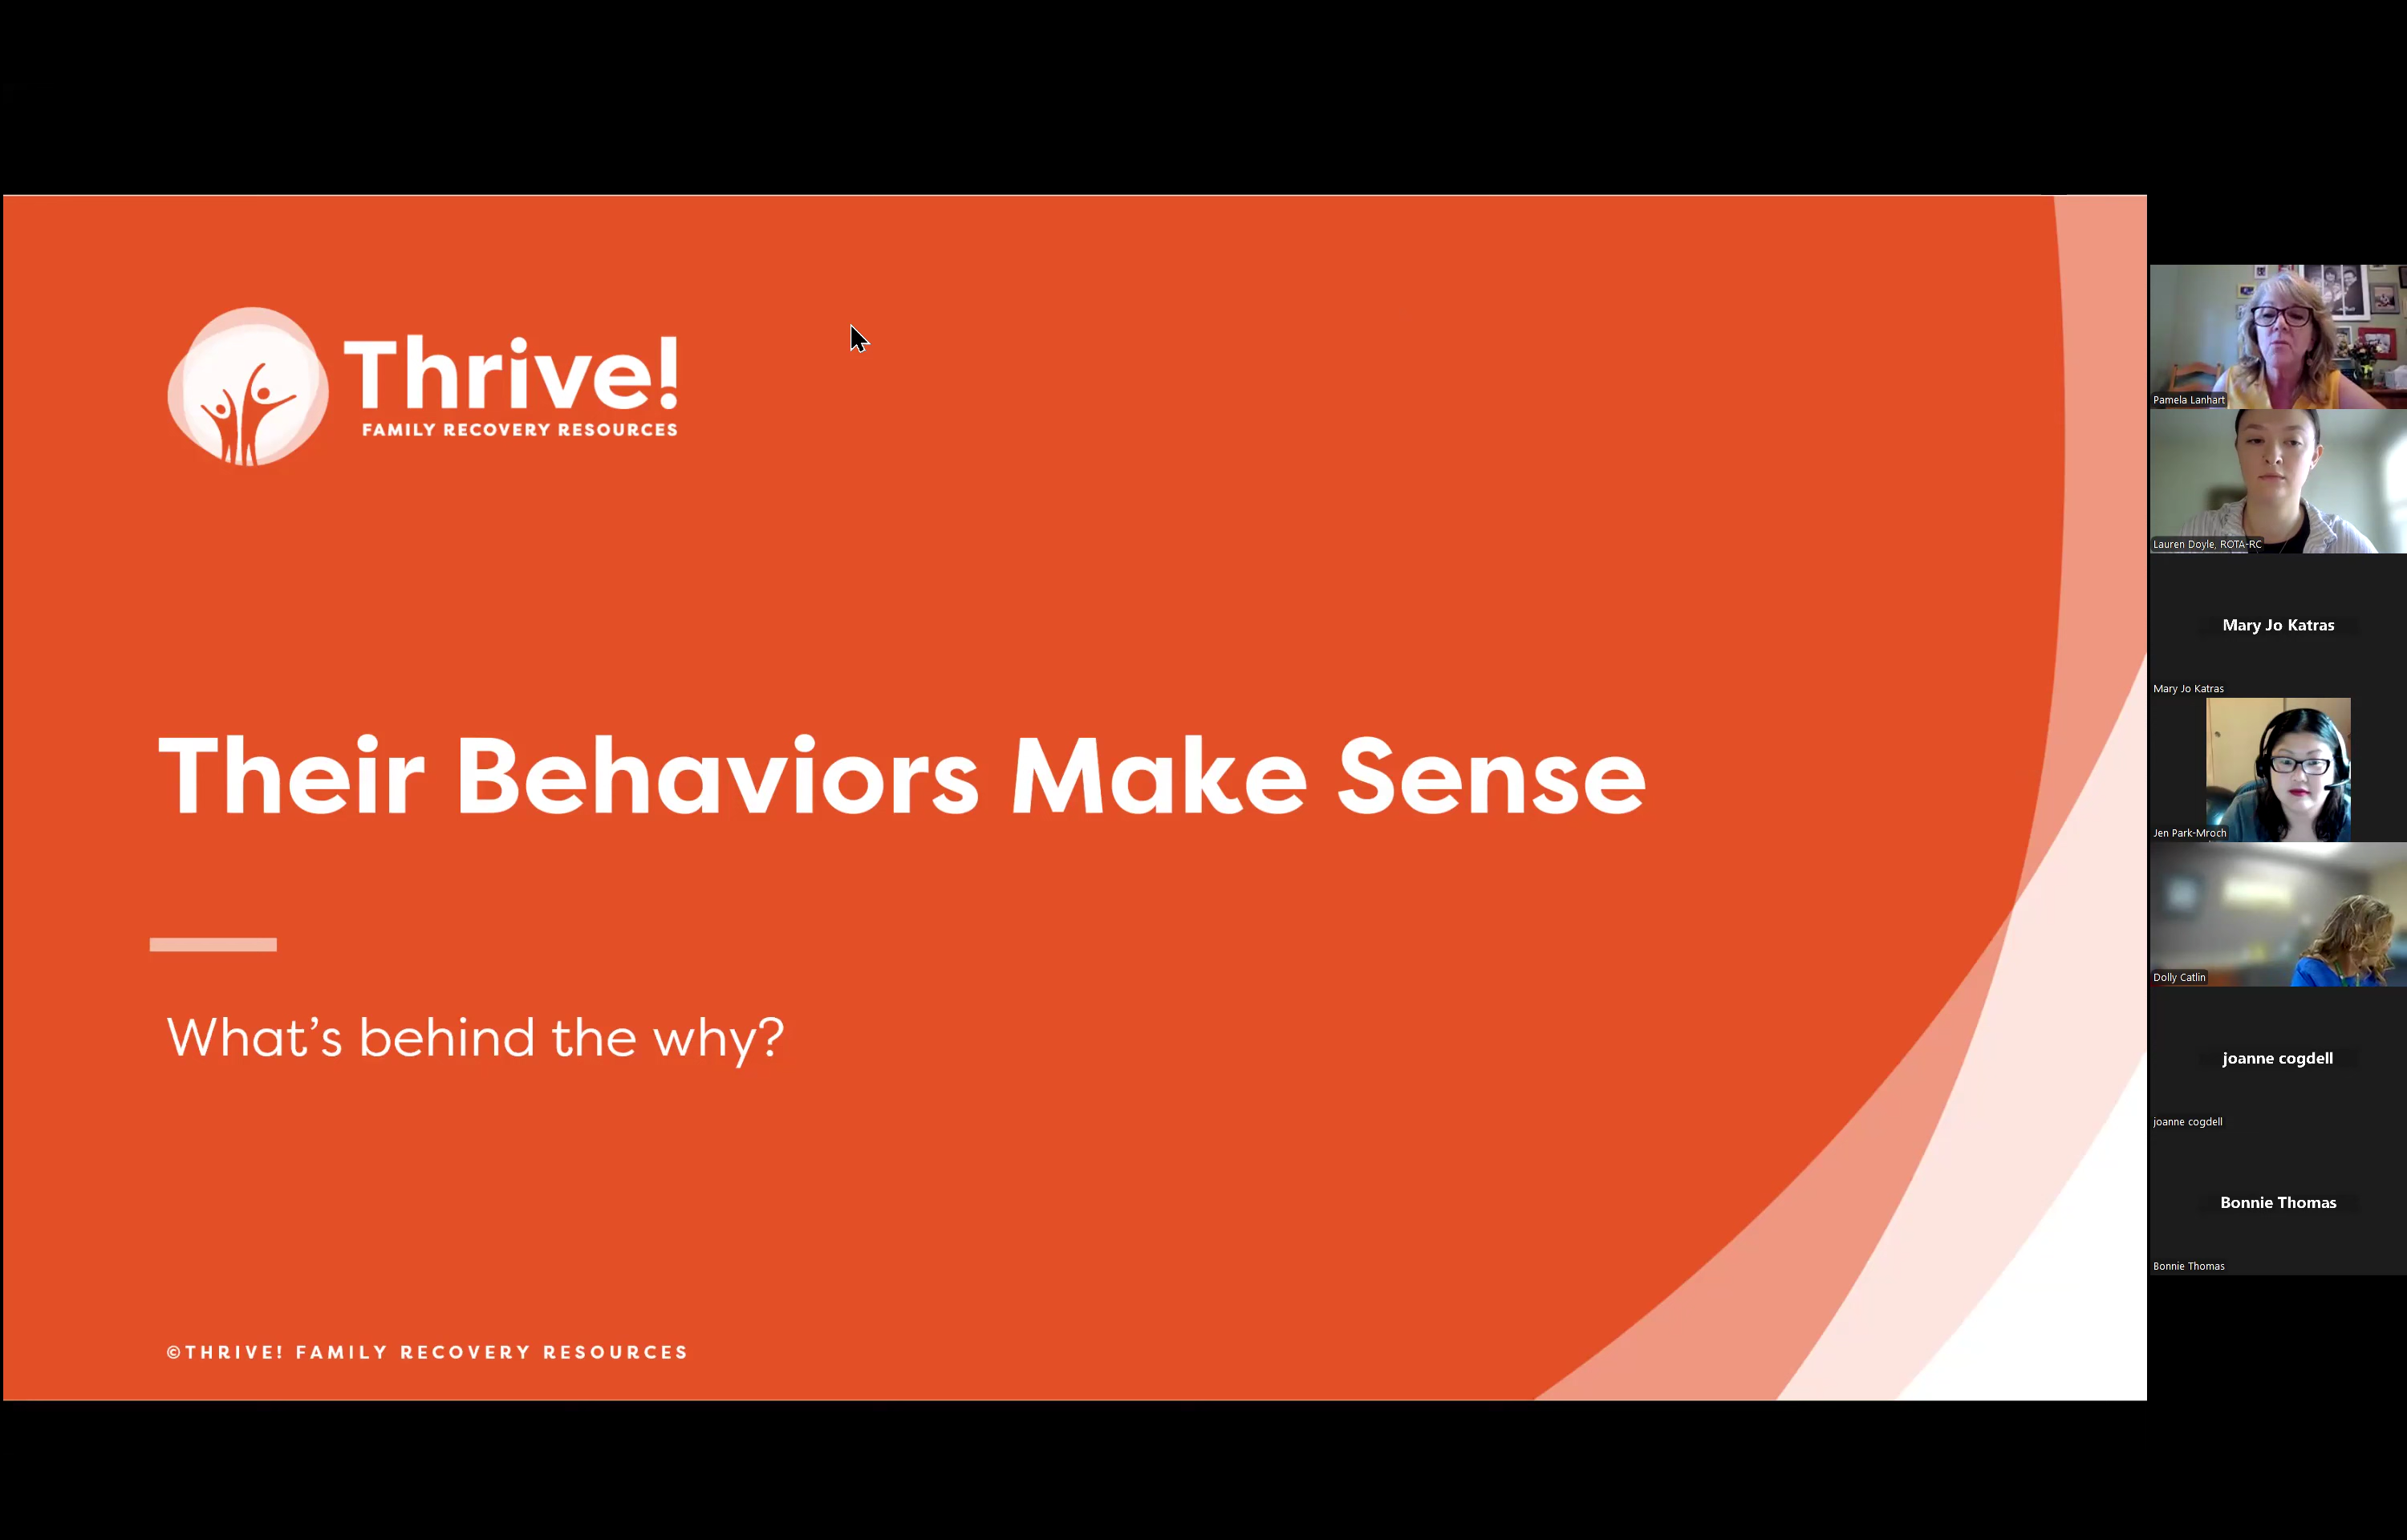 Thrive!
FAMILY RECOVERY RESOURCES
Their Behaviors Make Sense
What’s behind the why?
©THRIVE! FAMILY RECOVERY RESOURCES
Pamela Lanhart
Lauren Doyle, ROTA-RC
Mary Jo Katras
Mary Jo Katras
Jen Park-Mroch
Dolly Catlin
joanne cogdell
joanne cogdell
Bonnie Thomas
Bonnie Thomas